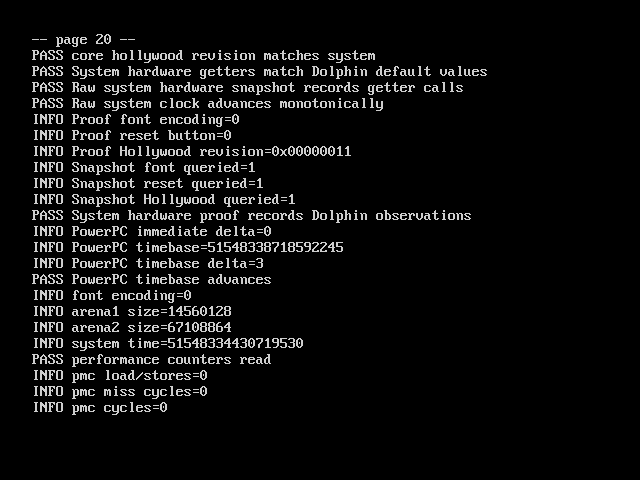 -- page 20 --
PASS core hollywood revision matches system
PASS System hardware getters match Dolphin default values
PASS Raw system hardware snapshot records getter calls
PASS Raw system clock advances monotonically
INFO Proof font encoding=0
INFO Proof reset button=0
INFO Proof Hollywood revision=0x00000011
INFO Snapshot font queried=1
INFO Snapshot reset queried=1
INFO Snapshot Hollywood queried=1
PASS System hardware proof records Dolphin observations
INFO PowerPC immediate delta=0
INFO PowerPC timebase=51548338718592245
INFO PowerPC timebase delta=3
PASS PowerPC timebase advances
INFO font encoding=0
INFO arena1 size=14560128
INFO arena2 size=67108864
INFO system time=51548334430719530
PASS performance counters read
INFO pmc load/stores=0
INFO pmc miss cycles=0
INFO pmc cycles=0